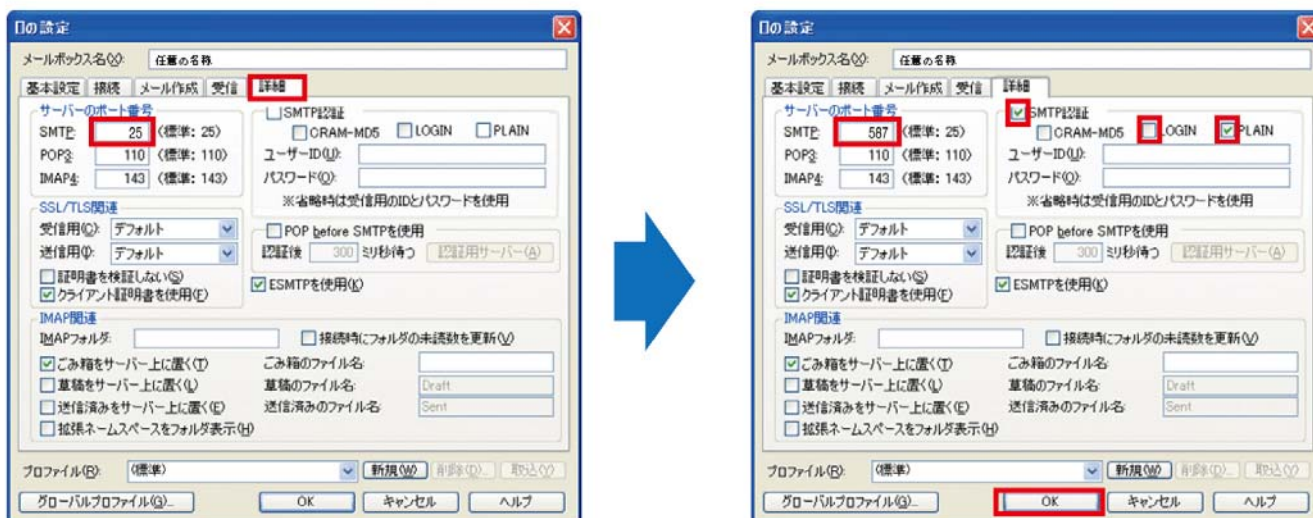 の設定
メールボックス名(X): 任意の名称
基本設定 接続 メール作成 受信 詳細
サーバーのポート番号
SMTP: 25 (標準: 25)
POP3: 110 (標準: 110)
IMAP4: 143 (標準: 143)
SMTP認証
CRAM-MD5 LOGIN PLAIN
ユーザーID(U):
パスワード(O):
※省略時は受信用のIDとパスワードを使用
SSL/TLS関連
受信用(C): デフォルト
送信用(I): デフォルト
証明書を検証しない(S)
クライアント証明書を使用(F)
POP before SMTPを使用
認証後 300 ミリ秒待つ 認証用サーバー(A)
ESMTPを使用(K)
IMAP関連
IMAPフォルダ: 接続時にフォルダの未読数を更新(V)
ごみ箱をサーバー上に置く(T) ごみ箱のファイル名:
草稿をサーバー上に置く(L) 草稿のファイル名: Draft
送信済みをサーバー上に置く(E) 送信済みのファイル名: Sent
拡張ネームスペースをフォルダ表示(H)
プロファイル(R): (標準) 新規(W) 削除(D)... 取込(Y)
グローバルプロファイル(G)... OK キャンセル ヘルプ
の設定
メールボックス名(X): 任意の名称
基本設定 接続 メール作成 受信 詳細
サーバーのポート番号
SMTP: 587 (標準: 25)
POP3: 110 (標準: 110)
IMAP4: 143 (標準: 143)
SMTP認証
CRAM-MD5 LOGIN PLAIN
ユーザーID(U):
パスワード(O):
※省略時は受信用のIDとパスワードを使用
SSL/TLS関連
受信用(C): デフォルト
送信用(I): デフォルト
証明書を検証しない(S)
クライアント証明書を使用(F)
POP before SMTPを使用
認証後 300 ミリ秒待つ 認証用サーバー(A)
ESMTPを使用(K)
IMAP関連
IMAPフォルダ: 接続時にフォルダの未読数を更新(V)
ごみ箱をサーバー上に置く(T) ごみ箱のファイル名:
草稿をサーバー上に置く(L) 草稿のファイル名: Draft
送信済みをサーバー上に置く(E) 送信済みのファイル名: Sent
拡張ネームスペースをフォルダ表示(H)
プロファイル(R): (標準) 新規(W) 削除(D)... 取込(Y)
グローバルプロファイル(G)... OK キャンセル ヘルプ